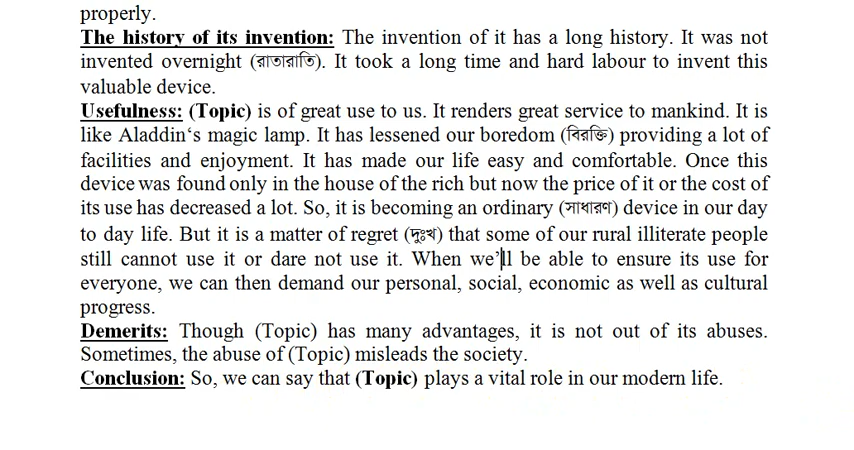 properly.
The history of its invention: The invention of it has a long history. It was not
invented overnight (রাতারাতি). It took a long time and hard labour to invent this
valuable device.
Usefulness: (Topic) is of great use to us. It renders great service to mankind. It is
like Aladdin‘s magic lamp. It has lessened our boredom (বিরক্তি) providing a lot of
facilities and enjoyment. It has made our life easy and comfortable. Once this
device was found only in the house of the rich but now the price of it or the cost of
its use has decreased a lot. So, it is becoming an ordinary (সাধারণ) device in our day
to day life. But it is a matter of regret (দুঃখ) that some of our rural illiterate people
still cannot use it or dare not use it. When we’ll be able to ensure its use for
everyone, we can then demand our personal, social, economic as well as cultural
progress.
Demerits: Though (Topic) has many advantages, it is not out of its abuses.
Sometimes, the abuse of (Topic) misleads the society.
Conclusion: So, we can say that (Topic) plays a vital role in our modern life.